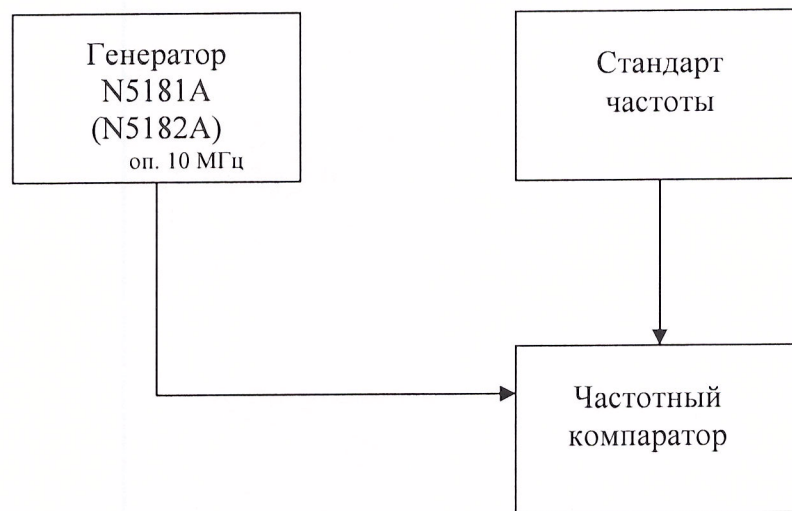 Генератор
N5181A
(N5182A)
оп. 10 МГц
Стандарт
частоты
Частотный
компаратор